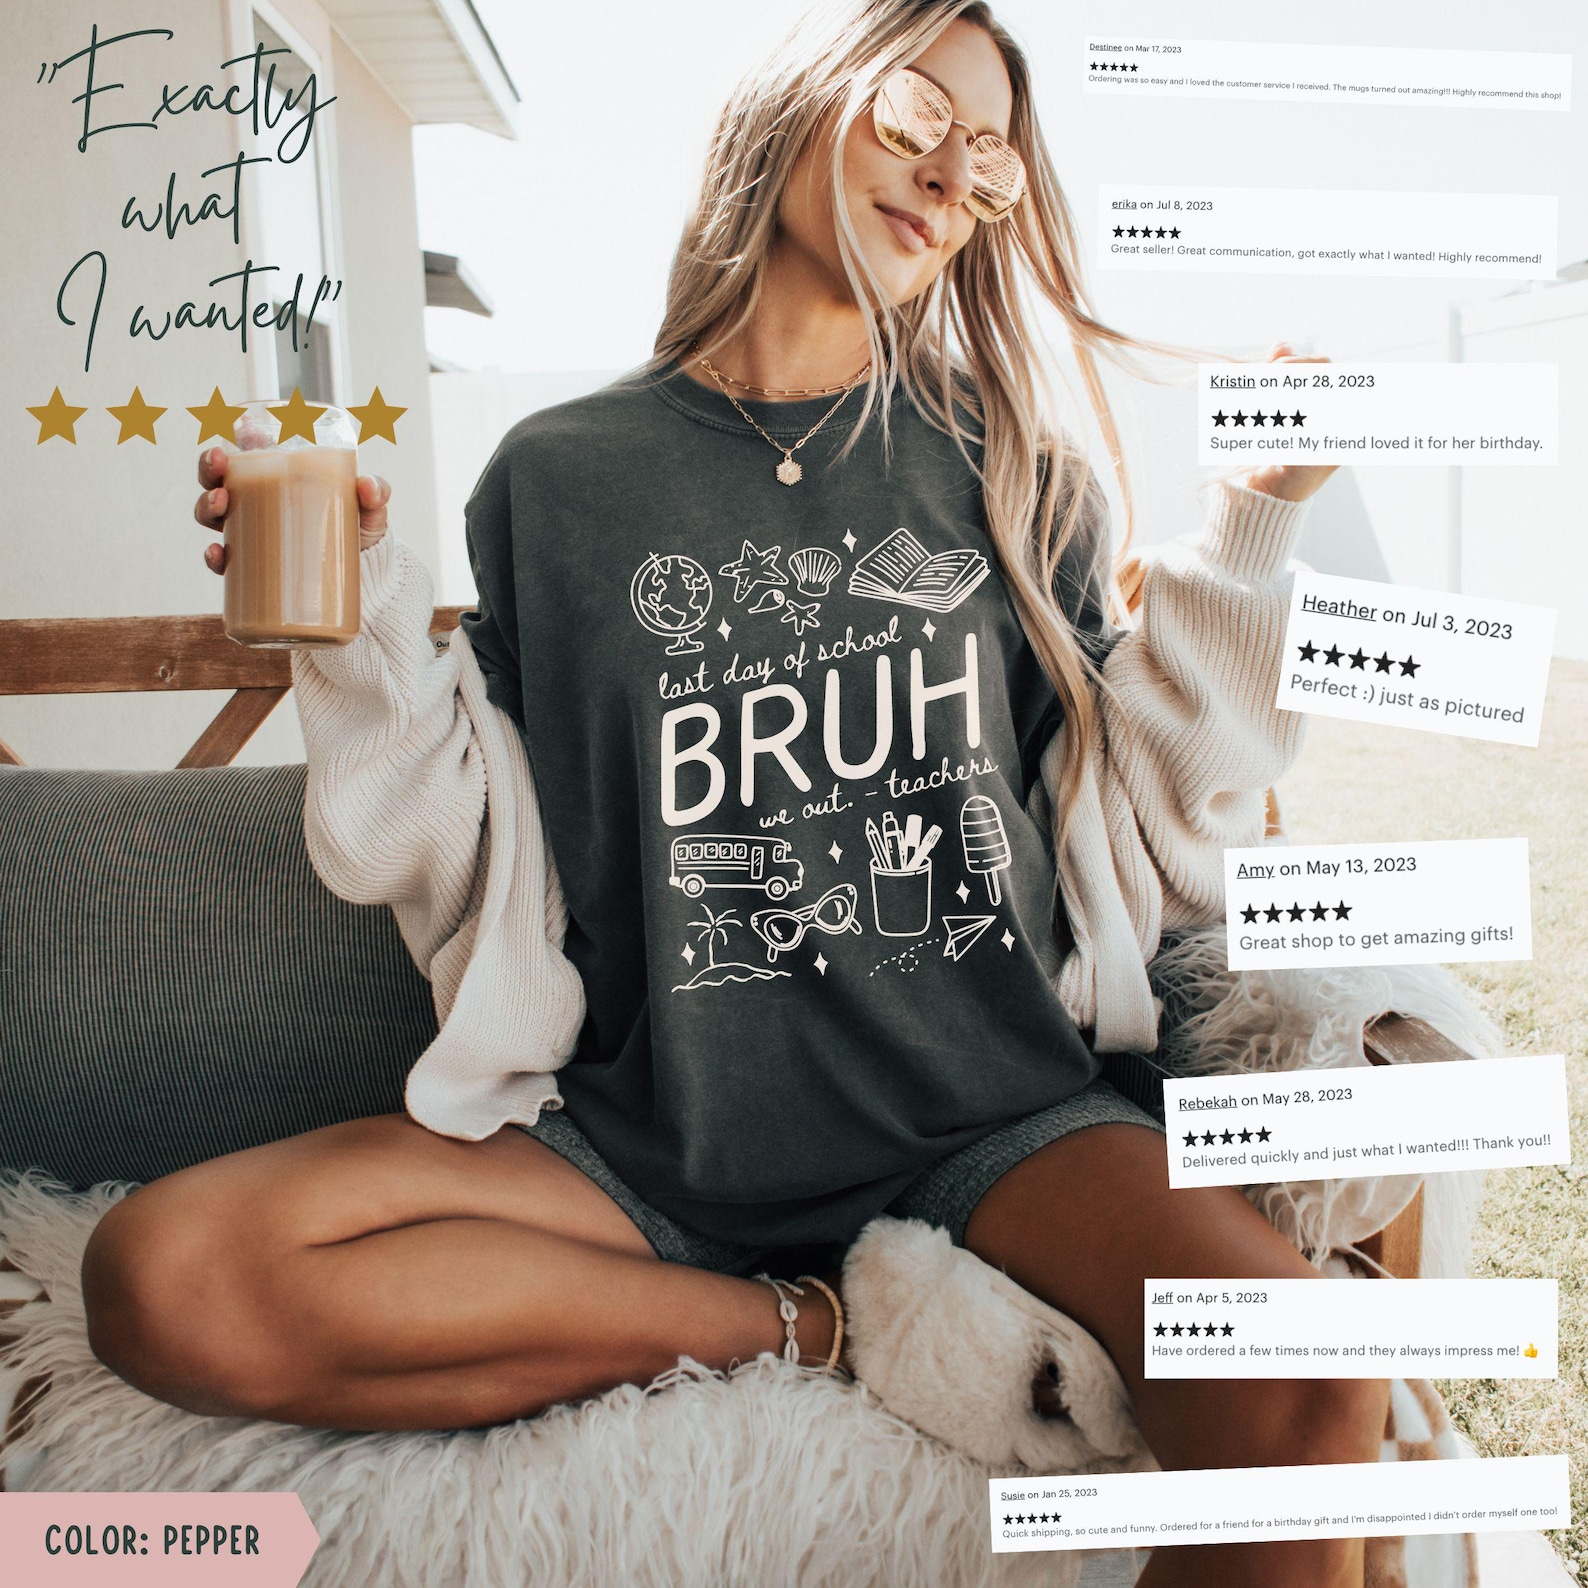 "Exactly
what
I wanted!"
Destinee on Mar 17, 2023
Ordering was so easy and I loved the customer service I received. The mugs turned out amazing!!! Highly recommend this shop!
erika on Jul 8, 2023
Great seller! Great communication, got exactly what I wanted! Highly recommend!
Kristin on Apr 28, 2023
Super cute! My friend loved it for her birthday.
Heather on Jul 3, 2023
Perfect :) just as pictured
last day of school
BRUH
we out. - teachers
Amy on May 13, 2023
Great shop to get amazing gifts!
Rebekah on May 28, 2023
Delivered quickly and just what I wanted!!! Thank you!!
Jeff on Apr 5, 2023
Have ordered a few times now and they always impress me! 👍
Susie on Jan 25, 2023
Quick shipping, so cute and funny. Ordered for a friend for a birthday gift and I'm disappointed I didn't order myself one too!
COLOR: PEPPER